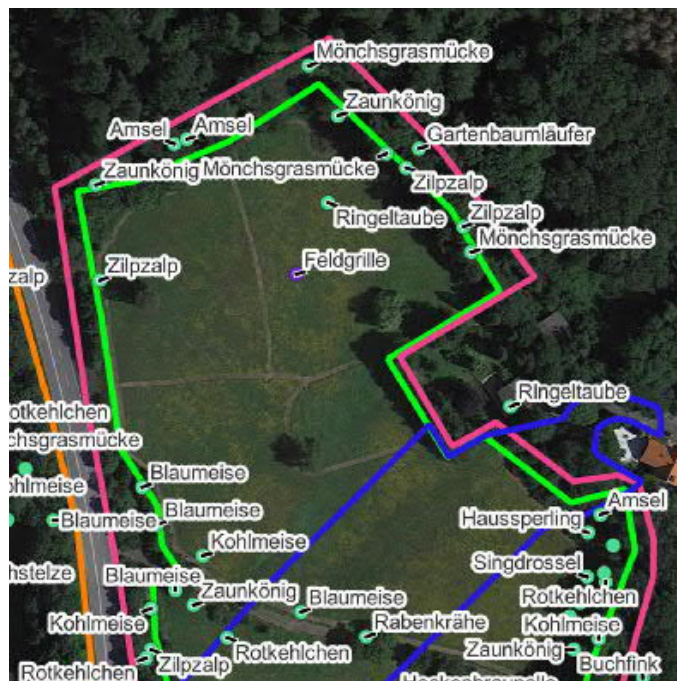 Mönchsgrasmücke
Zaunkönig
Amsel
Amsel
Gartenbaumläufer
Zaunkönig
Mönchsgrasmücke
Zilpzalp
Ringeltaube
Zilpzalp
Mönchsgrasmücke
Feldgrille
Zilpzalp
zalp
RIngeltaube
otkehlchen
chsgrasmücke
Blaumeise
ohlmeise
Blaumeise
Blaumeise
Amsel
Haussperling
Kohlmeise
Singdrossel
hstelze
Blaumeise
Zaunkönig
Blaumeise
Rotkehlchen
Kohlmeise
Rabenkrähe
Kohlmeise
Rotkehlchen
Zaunkönig
Buchfink
Rotkehlchen
Zilpzalp